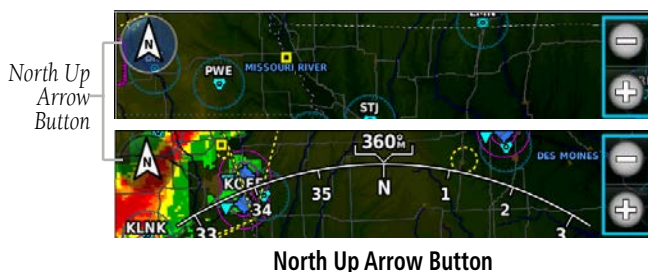 North Up
Arrow
Button
N
PWE
MISSOURI RIVER
STJ
N
360°M
DES MOINES
35
N
1
34
2
KLNK
33
3
North Up Arrow Button